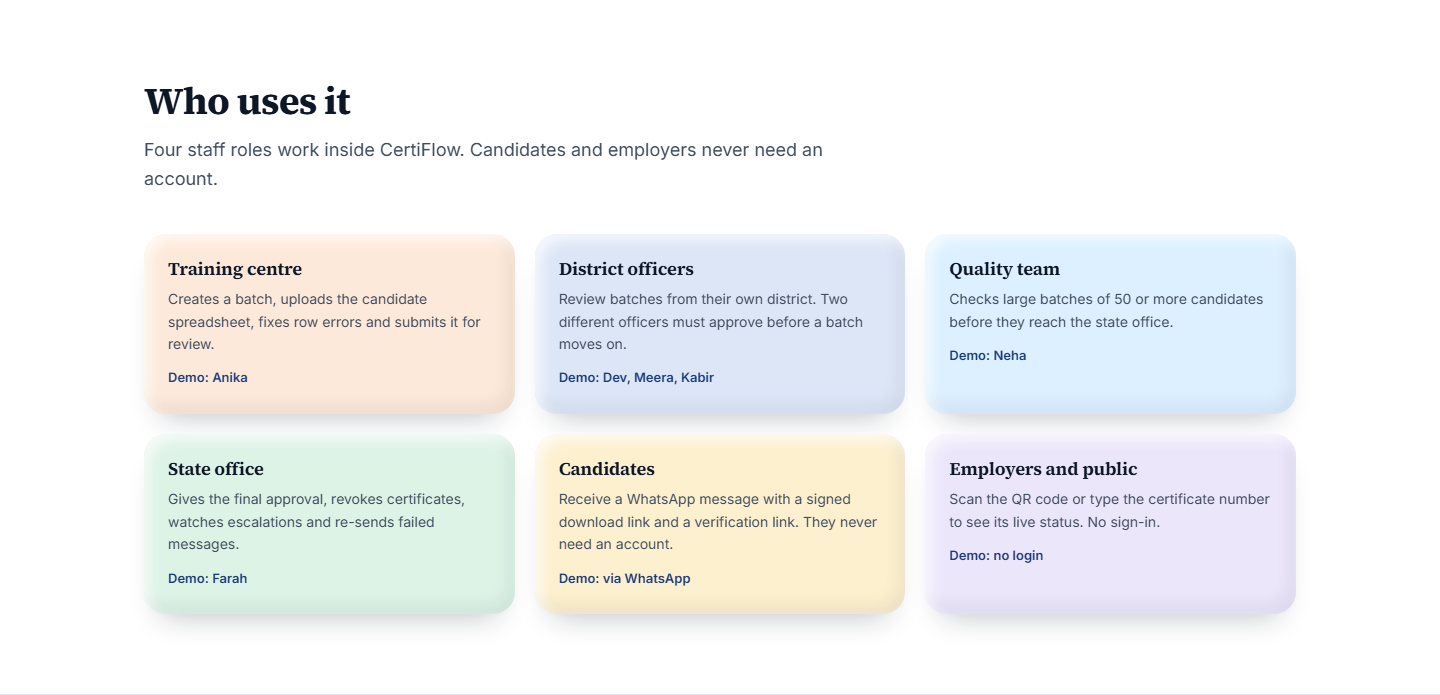 Who uses it
Four staff roles work inside CertiFlow. Candidates and employers never need an
account.
Training centre
Creates a batch, uploads the candidate
spreadsheet, fixes row errors and submits it for
review.
Demo: Anika
District officers
Review batches from their own district. Two
different officers must approve before a batch
moves on.
Demo: Dev, Meera, Kabir
Quality team
Checks large batches of 50 or more candidates
before they reach the state office.
Demo: Neha
State office
Gives the final approval, revokes certificates,
watches escalations and re-sends failed
messages.
Demo: Farah
Candidates
Receive a WhatsApp message with a signed
download link and a verification link. They never
need an account.
Demo: via WhatsApp
Employers and public
Scan the QR code or type the certificate number
to see its live status. No sign-in.
Demo: no login